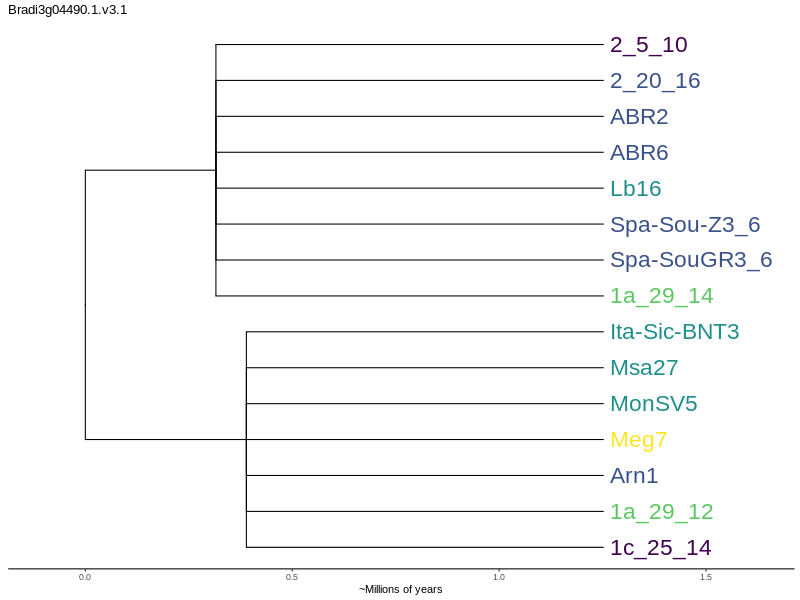 Bradi3g04490.1.v3.1
2_5_10
2_20_16
ABR2
ABR6
Lb16
Spa-Sou-Z3_6
Spa-SouGR3_6
1a_29_14
Ita-Sic-BNT3
Msa27
MonSV5
Meg7
Arn1
1a_29_12
1c_25_14
0.0 0.5 1.0 1.5
~Millions of years